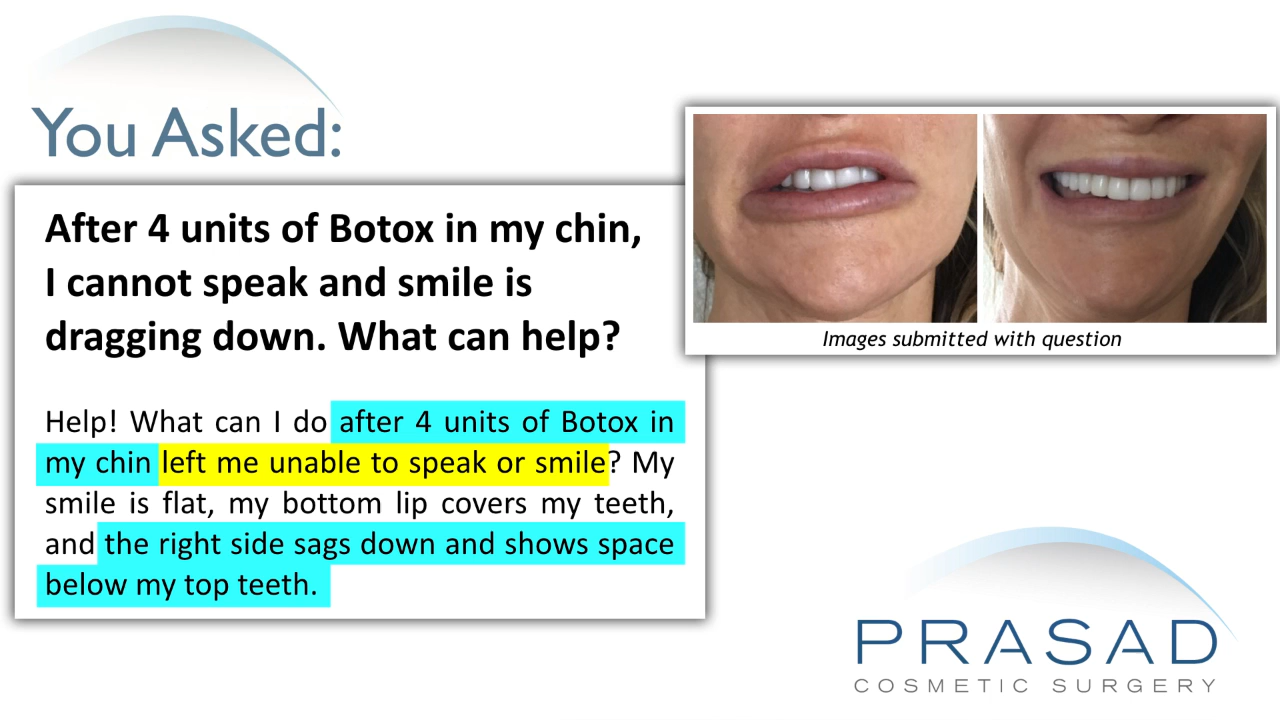 You Asked:
After 4 units of Botox in my chin,
I cannot speak and smile is
dragging down. What can help?
Help! What can I do after 4 units of Botox in
my chin left me unable to speak or smile? My
smile is flat, my bottom lip covers my teeth,
and the right side sags down and shows space
below my top teeth.
Images submitted with question
PRASAD
COSMETIC SURGERY